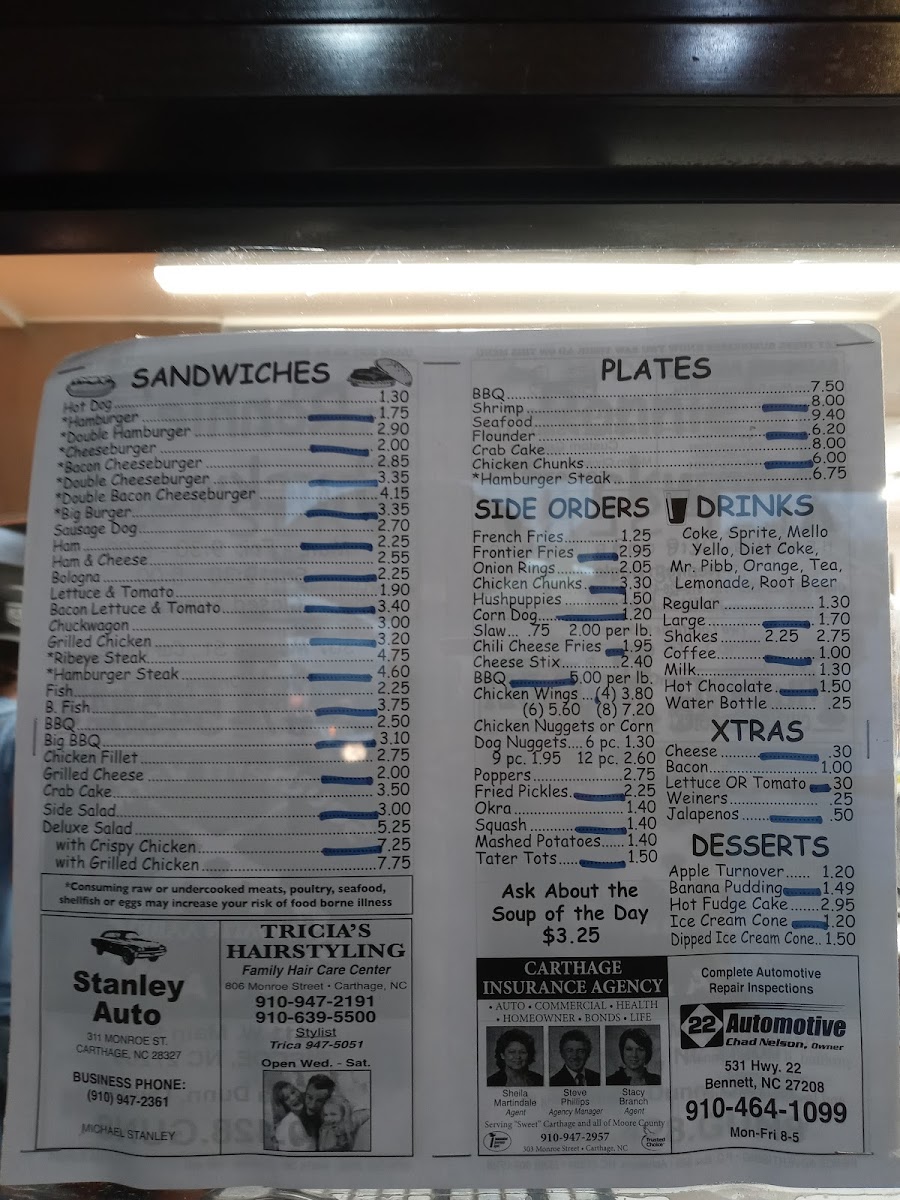 SANDWICHES
Hot Dog 1.30
*Hamburger 1.75
*Double Hamburger 2.90
*Cheeseburger 2.00
*Bacon Cheeseburger 2.85
*Double Cheeseburger 3.35
*Double Bacon Cheeseburger 4.15
*Big Burger 3.35
Sausage Dog 2.70
Ham 2.25
Ham & Cheese 2.55
Bologna 2.25
Lettuce & Tomato 1.90
Bacon Lettuce & Tomato 3.40
Chuckwagon 3.00
Grilled Chicken 3.20
*Ribeye Steak 4.75
*Hamburger Steak 4.60
Fish 2.25
B. Fish 3.75
BBQ 2.50
Big BBQ 3.10
Chicken Fillet 2.75
Grilled Cheese 2.00
Crab Cake 3.50
Side Salad 3.00
Deluxe Salad 5.25
with Crispy Chicken 7.25
with Grilled Chicken 7.75
*Consuming raw or undercooked meats, poultry, seafood,
shellfish or eggs may increase your risk of food borne illness
Stanley
Auto
311 MONROE ST.
CARTHAGE, NC 28327
BUSINESS PHONE:
(910) 947-2361
MICHAEL STANLEY
TRICIA'S
HAIRSTYLING
Family Hair Care Center
806 Monroe Street • Carthage, NC
910-947-2191
910-639-5500
Stylist
Trica 947-5051
Open Wed. - Sat.
PLATES
BBQ 7.50
Shrimp 8.00
Seafood 9.40
Flounder 6.20
Crab Cake 8.00
Chicken Chunks 6.00
*Hamburger Steak 6.75
SIDE ORDERS
French Fries 1.25
Frontier Fries 2.95
Onion Rings 2.05
Chicken Chunks 3.30
Hushpuppies 1.50
Corn Dog 1.20
Slaw... .75 2.00 per lb.
Chili Cheese Fries 1.95
Cheese Stix 2.40
BBQ 5.00 per lb.
Chicken Wings ...(4) 3.80
(6) 5.60 (8) 7.20
Chicken Nuggets or Corn
Dog Nuggets.... 6 pc. 1.30
9 pc. 1.95 12 pc. 2.60
Poppers 2.75
Fried Pickles 2.25
Okra 1.40
Squash 1.40
Mashed Potatoes 1.40
Tater Tots 1.50
Ask About the
Soup of the Day
$3.25
DRINKS
Coke, Sprite, Mello
Yello, Diet Coke,
Mr. Pibb, Orange, Tea,
Lemonade, Root Beer
Regular 1.30
Large 1.70
Shakes 2.25 2.75
Coffee 1.00
Milk 1.30
Hot Chocolate 1.50
Water Bottle .25
XTRAS
Cheese .30
Bacon 1.00
Lettuce OR Tomato .30
Weiners .25
Jalapenos .50
DESSERTS
Apple Turnover 1.20
Banana Pudding 1.49
Hot Fudge Cake 2.95
Ice Cream Cone 1.20
Dipped Ice Cream Cone.. 1.50
CARTHAGE
INSURANCE AGENCY
• AUTO • COMMERCIAL • HEALTH
• HOMEOWNER • BONDS • LIFE
Sheila Martindale Agent
Steve Phillips Agency Manager
Stacy Branch Agent
Serving "Sweet" Carthage and all of Moore County
910-947-2957
303 Monroe Street • Carthage, NC
Trusted Choice
Complete Automotive
Repair Inspections
22 Automotive
Chad Nelson, Owner
531 Hwy. 22
Bennett, NC 27208
910-464-1099
Mon-Fri 8-5